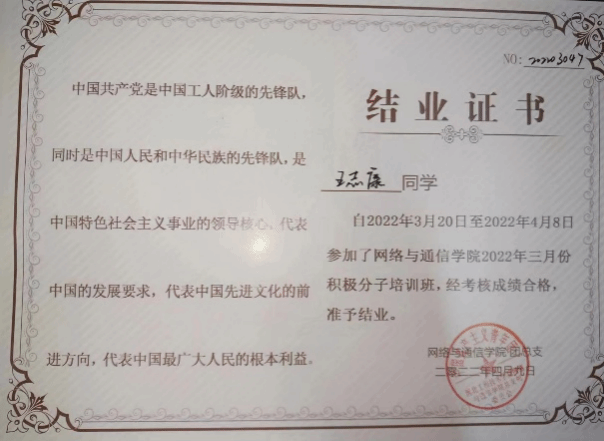 中国共产党是中国工人阶级的先锋队，
同时是中国人民和中华民族的先锋队，是
中国特色社会主义事业的领导核心，代表
中国的发展要求，代表中国先进文化的前
进方向，代表中国最广大人民的根本利益。
NO: 202203047
结业证书
王志康 同学
自2022年3月20日至2022年4月8日
参加了网络与通信学院2022年三月份
积极分子培训班，经考核成绩合格，
准予结业。
网络与通信学院 团总支
二〇二二年四月九日